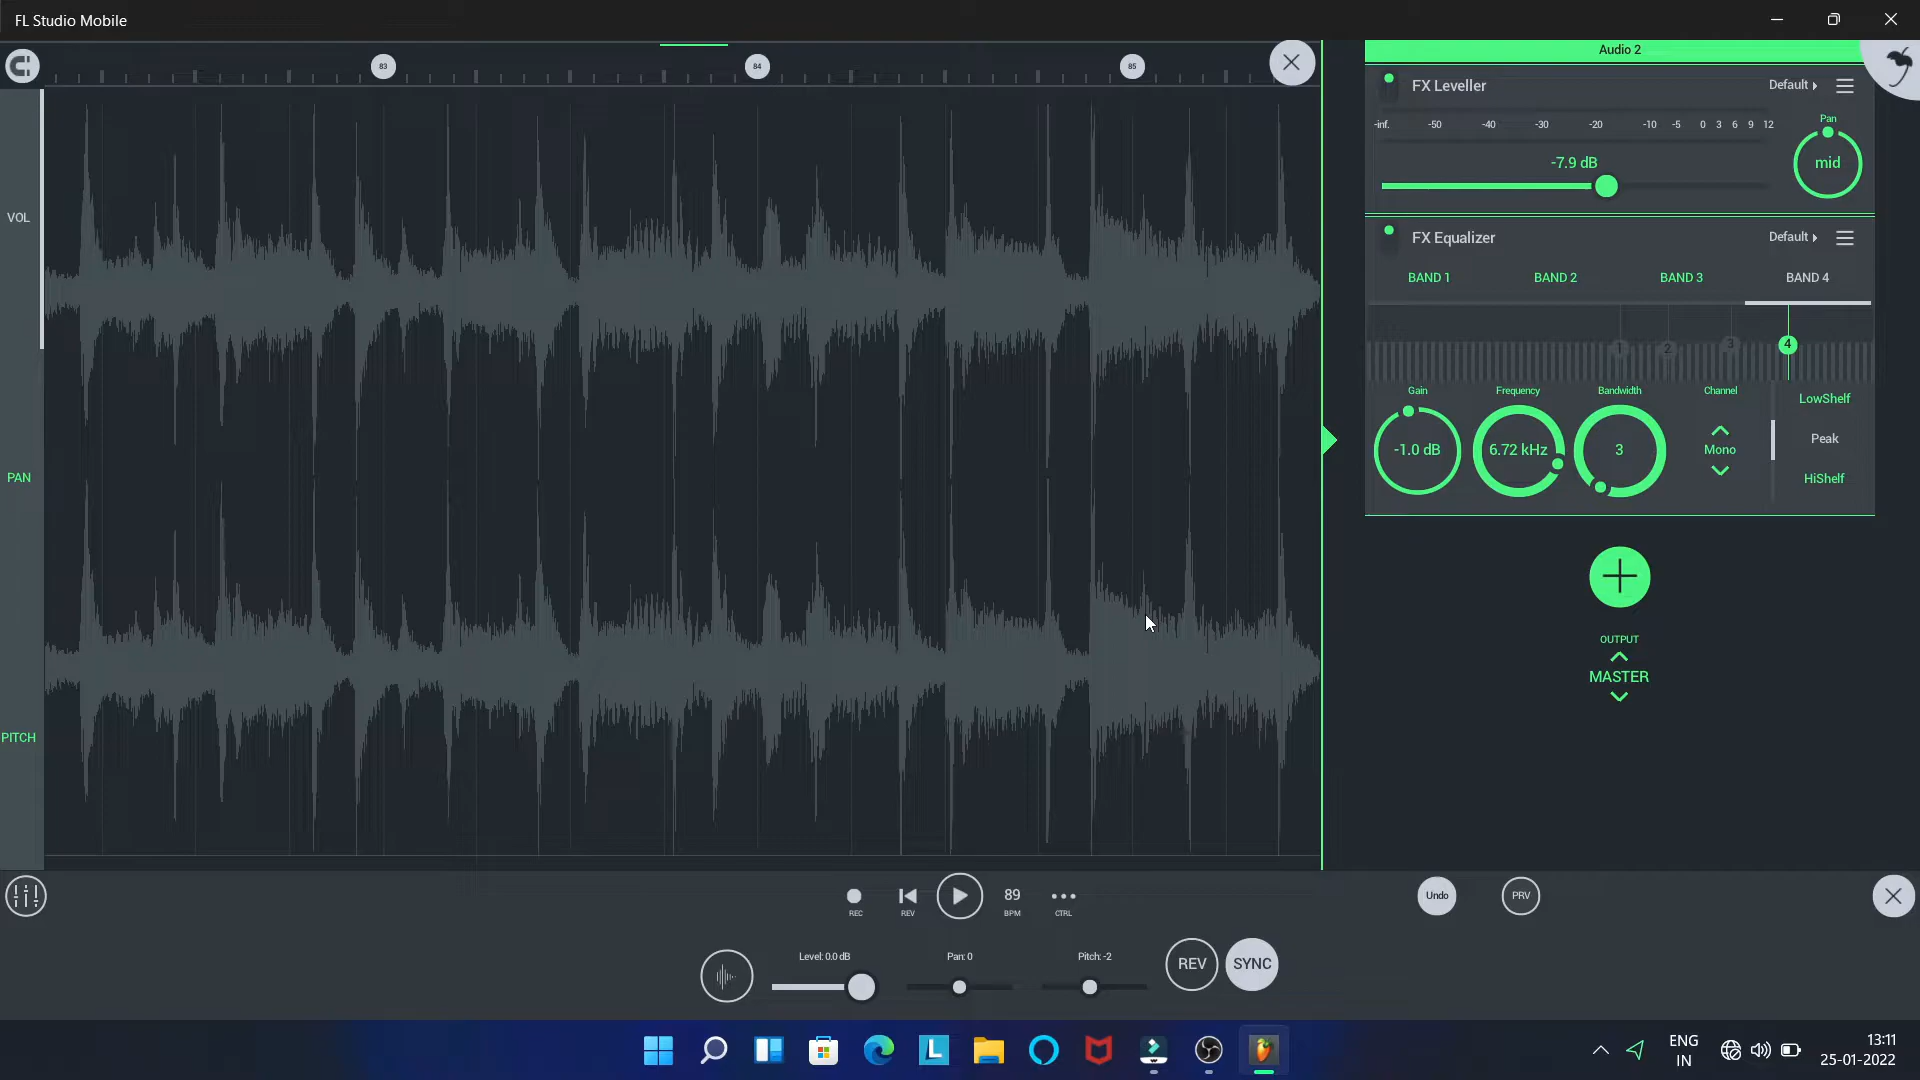 FL Studio Mobile
83
84
85
Audio 2
FX Leveller
Default
-inf. -50 -40 -30 -20 -10 -5 0 3 6 9 12
Pan
mid
-7.9 dB
VOL
FX Equalizer
Default
BAND 1 BAND 2 BAND 3 BAND 4
1 2 3 4
Gain Frequency Bandwidth Channel
LowShelf
Peak
HiShelf
-1.0 dB 6.72 kHz 3 Mono
PAN
OUTPUT
MASTER
PITCH
REC REV 89 BPM CTRL
Undo PRV
Level: 0.0 dB Pan: 0 Pitch: -2
REV SYNC
L
ENG
IN
13:11
25-01-2022